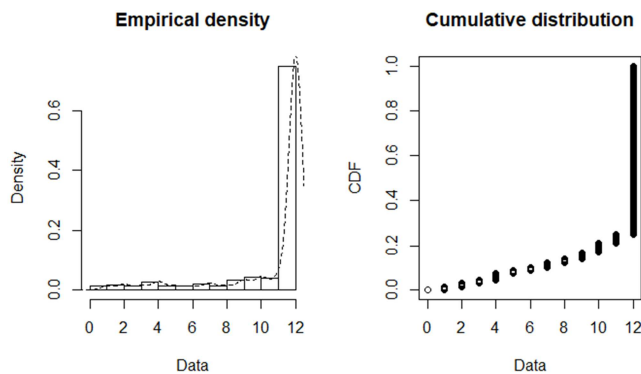 Empirical density
Cumulative distribution
Density
0.0 0.2 0.4 0.6
0 2 4 6 8 10 12
Data
CDF
0.0 0.2 0.4 0.6 0.8 1.0
0 2 4 6 8 10 12
Data